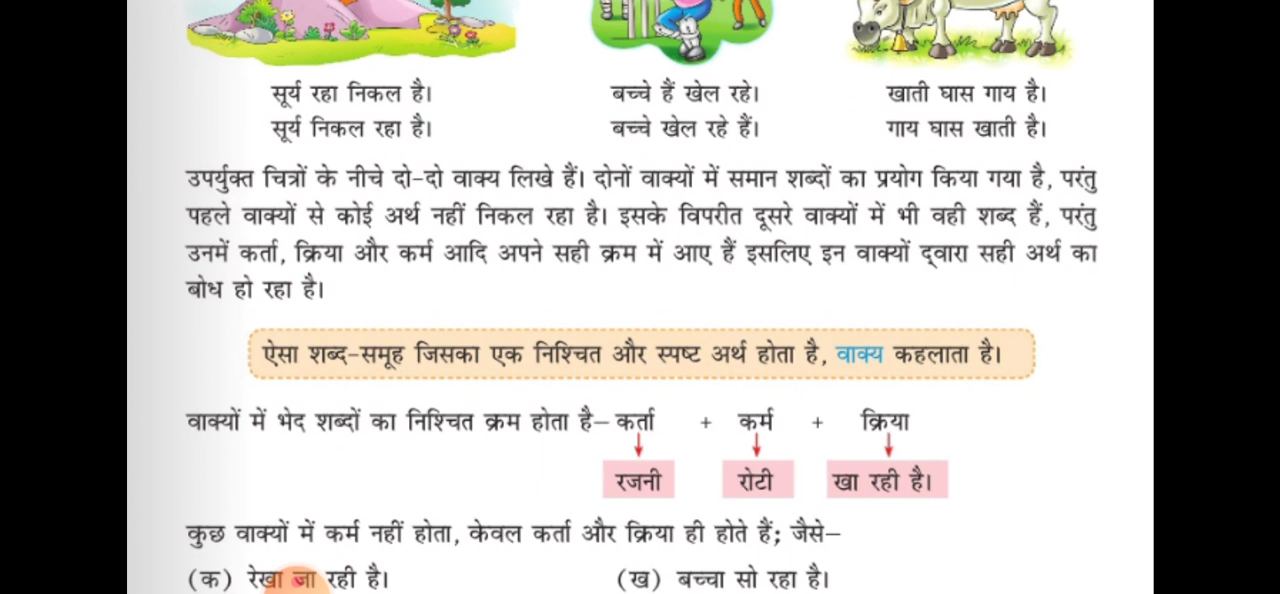 सूर्य रहा निकल है। बच्चे हैं खेल रहे। खाती घास गाय है।
सूर्य निकल रहा है। बच्चे खेल रहे हैं। गाय घास खाती है।
उपर्युक्त चित्रों के नीचे दो-दो वाक्य लिखे हैं। दोनों वाक्यों में समान शब्दों का प्रयोग किया गया है, परंतु
पहले वाक्यों से कोई अर्थ नहीं निकल रहा है। इसके विपरीत दूसरे वाक्यों में भी वही शब्द हैं, परंतु
उनमें कर्ता, क्रिया और कर्म आदि अपने सही क्रम में आए हैं इसलिए इन वाक्यों द्‌वारा सही अर्थ का
बोध हो रहा है।
ऐसा शब्द-समूह जिसका एक निश्चित और स्पष्ट अर्थ होता है, वाक्य कहलाता है।
वाक्यों में भेद शब्दों का निश्चित क्रम होता है– कर्ता + कर्म + क्रिया
रजनी रोटी खा रही है।
कुछ वाक्यों में कर्म नहीं होता, केवल कर्ता और क्रिया ही होते हैं; जैसे–
(क) रेखा जा रही है। (ख) बच्चा सो रहा है।